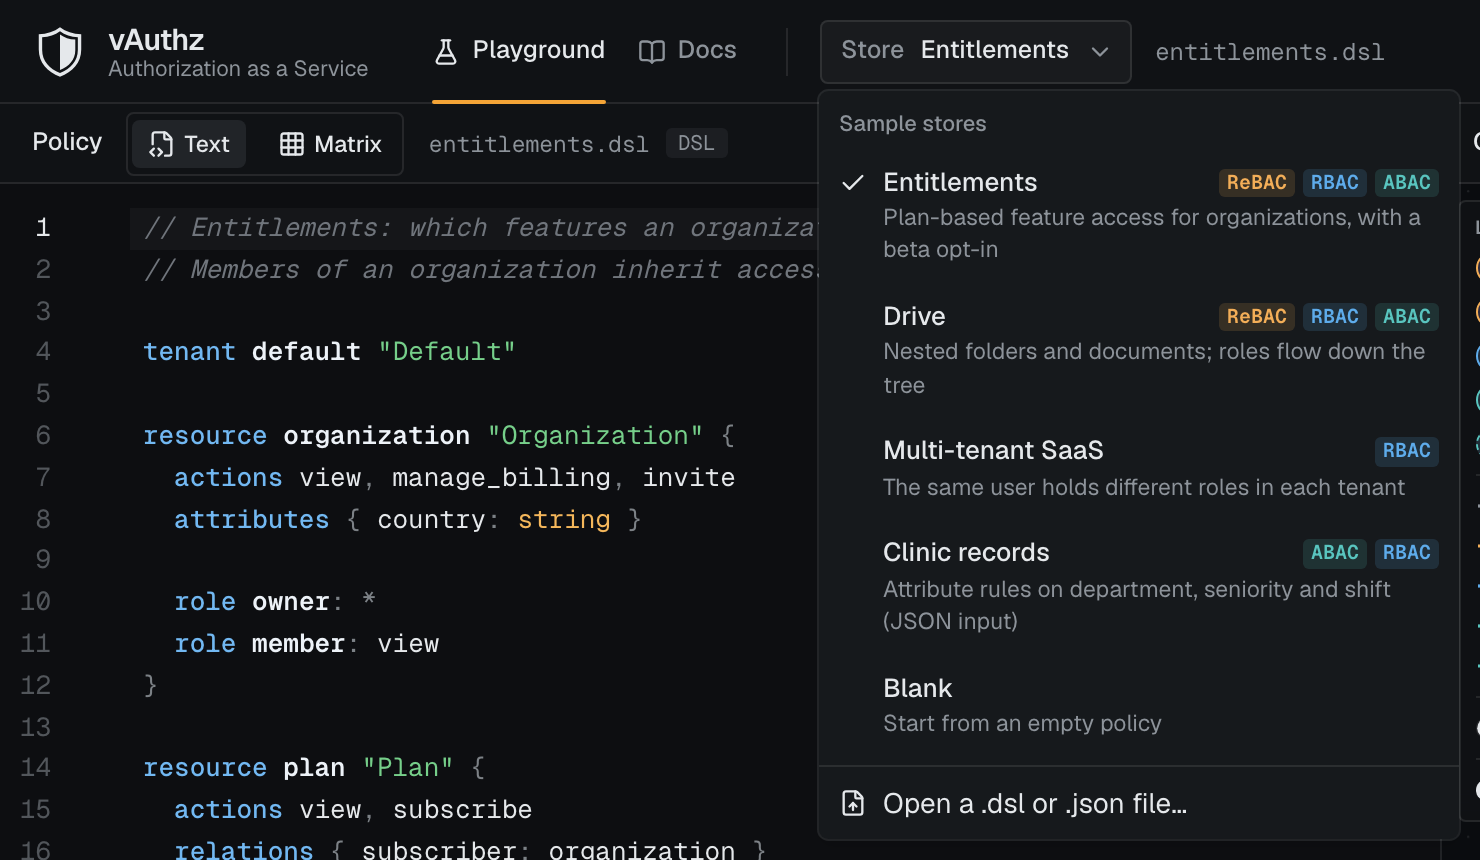 vAuthz
Authorization as a Service
Playground
Docs
Store Entitlements
entitlements.dsl
Policy
Text
Matrix
entitlements.dsl
DSL
1 // Entitlements: which features an
2 // Members of an organization inherit
3
4 tenant default "Default"
5
6 resource organization "Organization" {
7 actions view, manage_billing, invite
8 attributes { country: string }
9
10 role owner: *
11 role member: view
12 }
13
14 resource plan "Plan" {
15 actions view, subscribe
16 relations { subscriber: organization }
Sample stores
Entitlements ReBAC RBAC ABAC
Plan-based feature access for organizations, with a
beta opt-in
Drive ReBAC RBAC ABAC
Nested folders and documents; roles flow down the
tree
Multi-tenant SaaS RBAC
The same user holds different roles in each tenant
Clinic records ABAC RBAC
Attribute rules on department, seniority and shift
(JSON input)
Blank
Start from an empty policy
Open a .dsl or .json file...